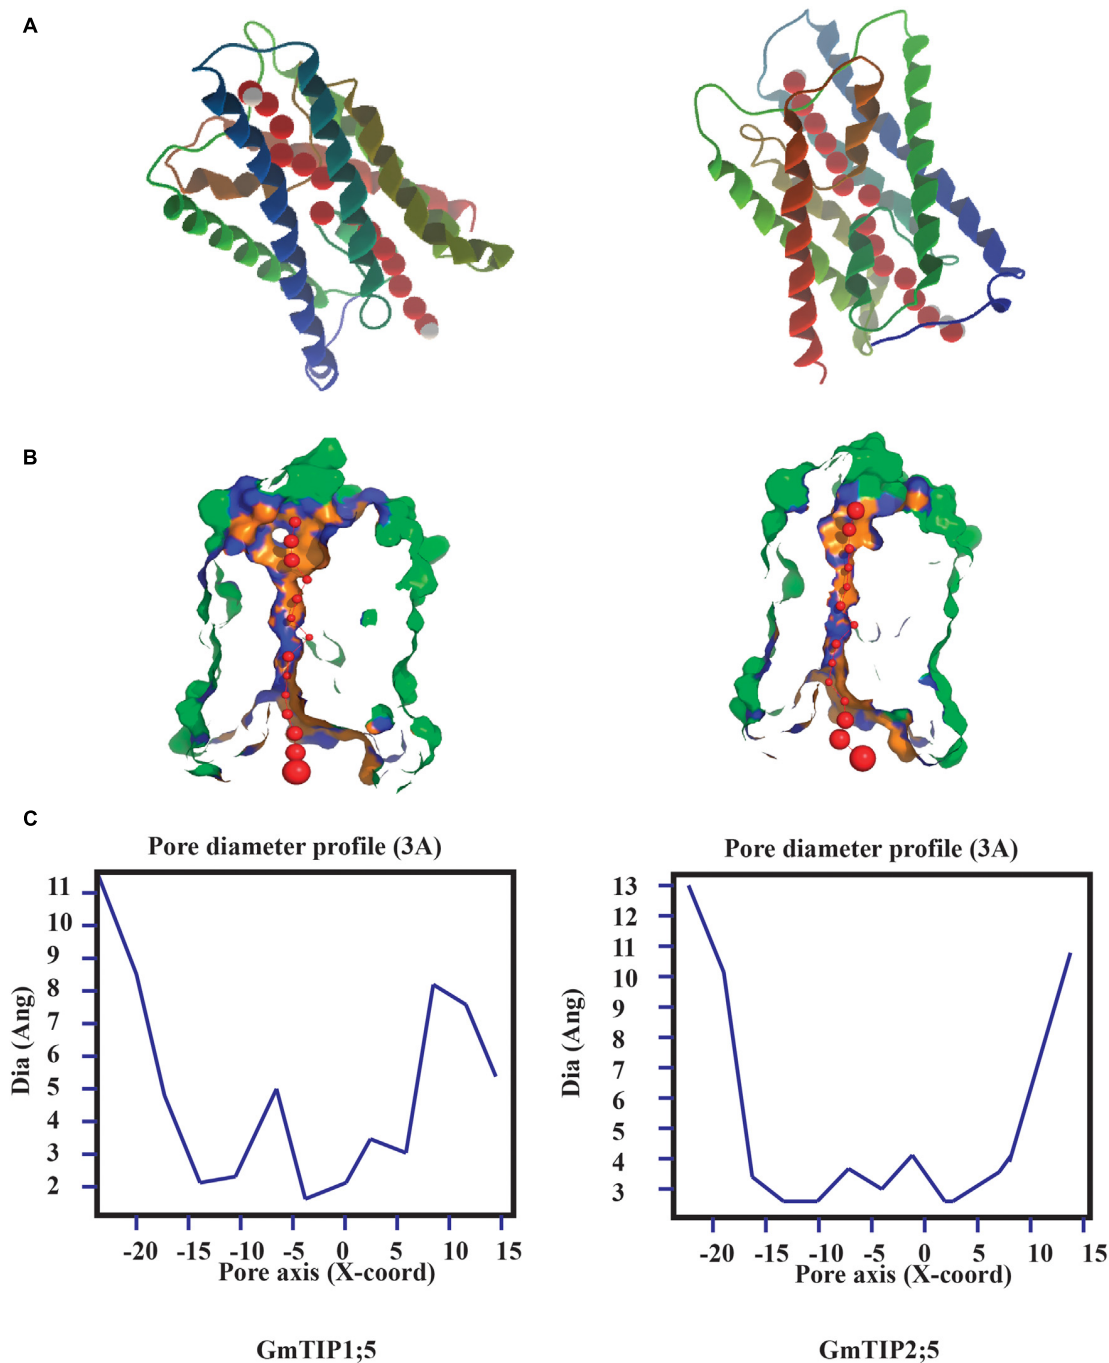 A
B
C
Pore diameter profile (3A)
11
10
9
8
7
6
5
4
3
2
Dia (Ang)
-20 -15 -10 -5 0 5 10 15
Pore axis (X-coord)
GmTIP1;5
Pore diameter profile (3A)
13
12
11
10
9
8
7
6
5
4
3
Dia (Ang)
-20 -15 -10 -5 0 5 10 15
Pore axis (X-coord)
GmTIP2;5